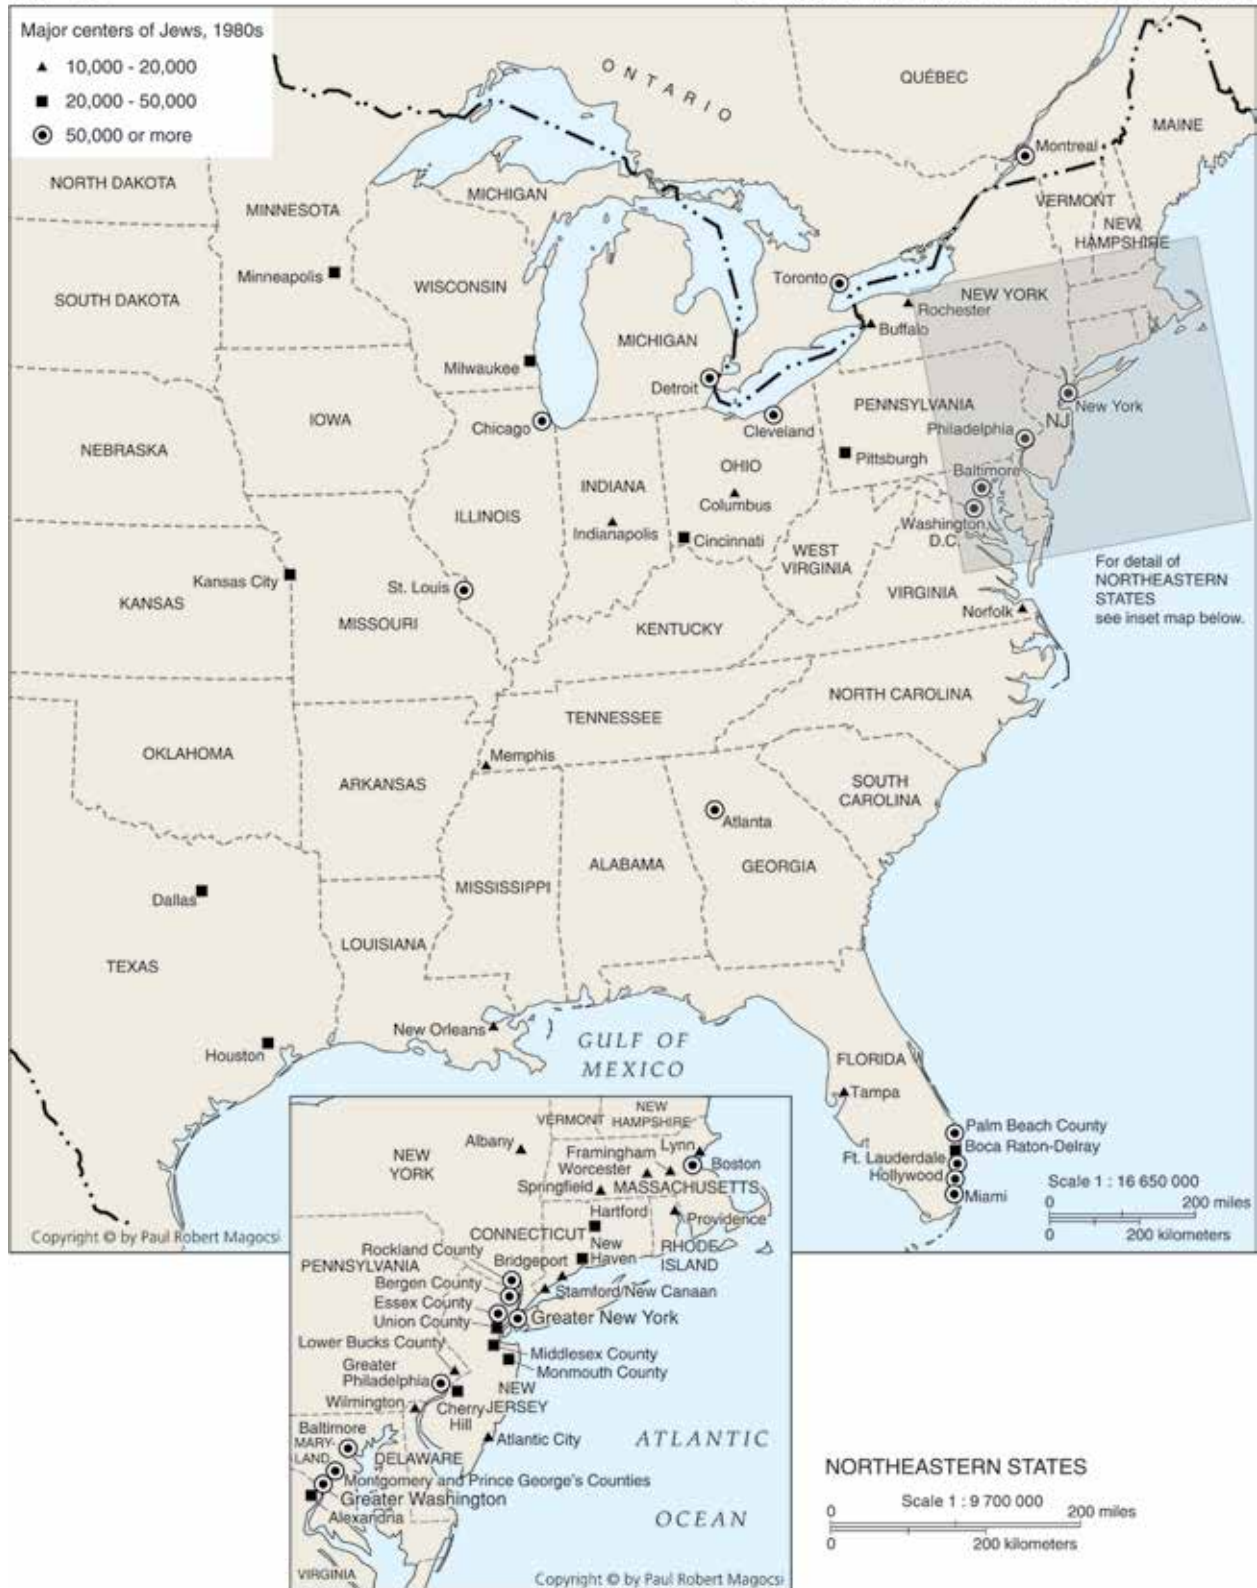 Major centers of Jews, 1980s
10,000 - 20,000
20,000 - 50,000
50,000 or more
ONTARIO
QUÉBEC
MAINE
Montreal
NORTH DAKOTA
MINNESOTA
MICHIGAN
VERMONT
NEW
HAMPSHIRE
Minneapolis
SOUTH DAKOTA
WISCONSIN
Toronto
NEW YORK
Rochester
Buffalo
MICHIGAN
Milwaukee
Detroit
IOWA
Chicago
Cleveland
PENNSYLVANIA
New York
NJ
Philadelphia
NEBRASKA
Pittsburgh
OHIO
Baltimore
INDIANA
Columbus
ILLINOIS
Indianapolis
Cincinnati
Washington,
D.C.
WEST
VIRGINIA
For detail of
NORTHEASTERN
STATES
see inset map below.
Kansas City
St. Louis
VIRGINIA
KANSAS
MISSOURI
Norfolk
KENTUCKY
NORTH CAROLINA
TENNESSEE
OKLAHOMA
Memphis
ARKANSAS
SOUTH
CAROLINA
Atlanta
ALABAMA
GEORGIA
MISSISSIPPI
Dallas
LOUISIANA
TEXAS
New Orleans
GULF OF
MEXICO
Houston
FLORIDA
Tampa
Palm Beach County
Boca Raton-Delray
Ft. Lauderdale
Hollywood
Miami
Scale 1 : 16 650 000
0 200 miles
0 200 kilometers
Copyright © by Paul Robert Magocsi
VERMONT
NEW
HAMPSHIRE
Albany
NEW
YORK
Lynn
Framingham
Boston
Worcester
Springfield
MASSACHUSETTS
Hartford
Providence
CONNECTICUT
New
Haven
RHODE
ISLAND
Rockland County
Bridgeport
PENNSYLVANIA
Bergen County
Stamford/New Canaan
Essex County
Greater New York
Union County
Lower Bucks County
Middlesex County
Monmouth County
Greater
Philadelphia
NEW
JERSEY
Wilmington
Cherry
Hill
Atlantic City
Baltimore
MARY-
LAND
DELAWARE
ATLANTIC
OCEAN
Montgomery and Prince George's Counties
Greater Washington
Alexandria
VIRGINIA
Copyright © by Paul Robert Magocsi
NORTHEASTERN STATES
Scale 1 : 9 700 000
0 200 miles
0 200 kilometers